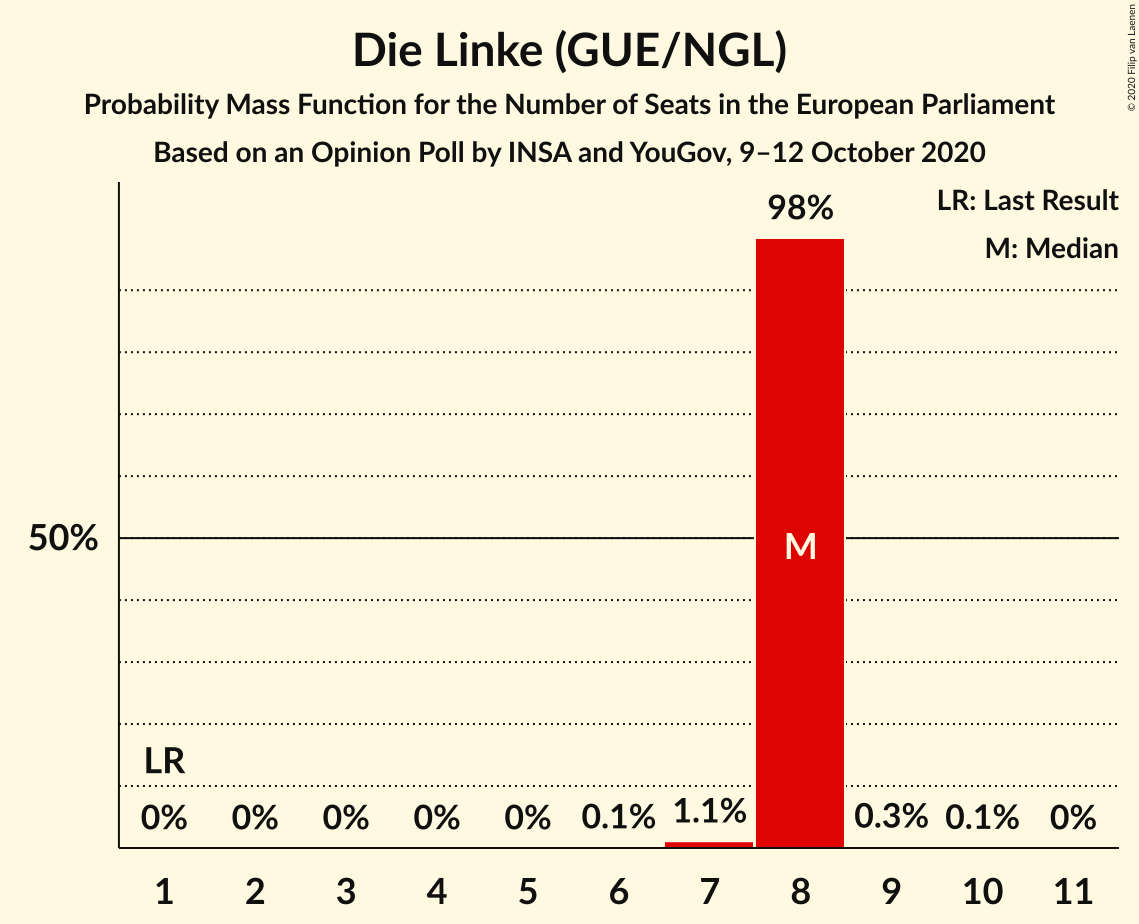 Die Linke (GUE/NGL)
Probability Mass Function for the Number of Seats in the European Parliament
Based on an Opinion Poll by INSA and YouGov, 9–12 October 2020
© 2020 Filip van Laenen
LR: Last Result
M: Median
98%
50%
M
LR
0% 0% 0% 0% 0% 0.1% 1.1% 0.3% 0.1% 0%
1 2 3 4 5 6 7 8 9 10 11